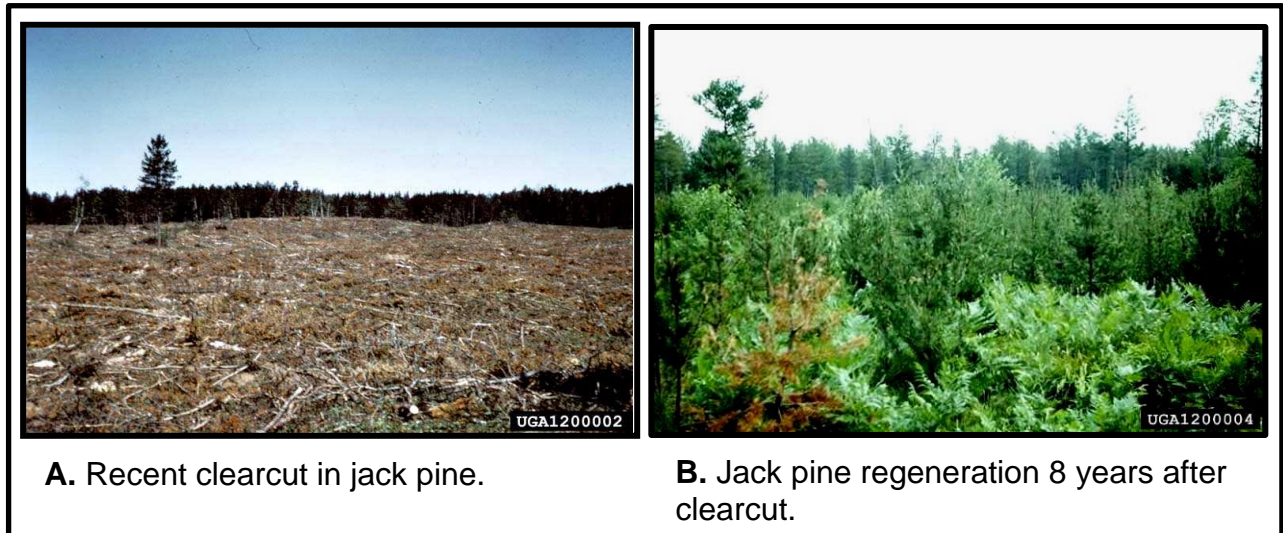 UGA1200002
UGA1200004
A. Recent clearcut in jack pine.
B. Jack pine regeneration 8 years after
clearcut.